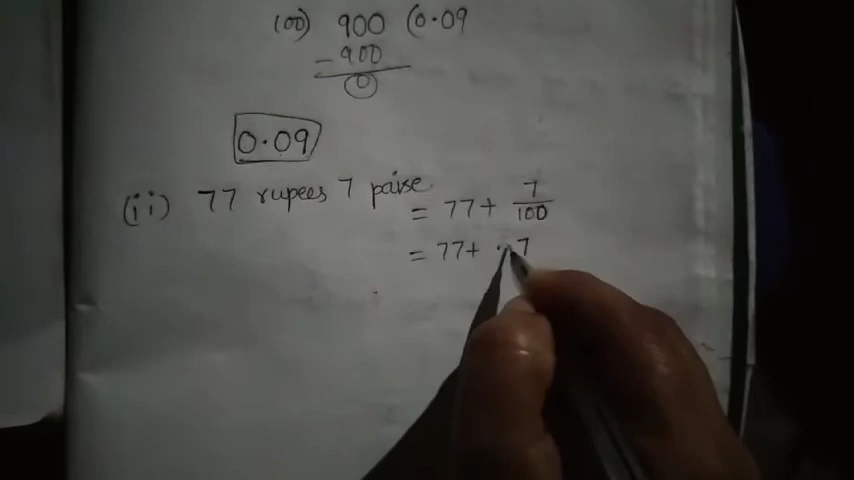 100) 900 (0.09
- 900
0
0.09
(ii) 77 rupees 7 paise = 77 + 7/100
= 77 + . 7